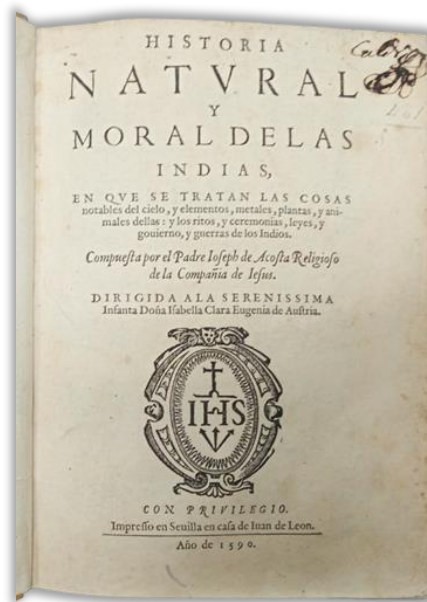 HISTORIA
NATVRAL
Y
MORAL DELAS
INDIAS,
EN QVE SE TRATAN LAS COSAS
notables del cielo, y elementos, metales, plantas, y ani-
males dellas: y los ritos, y ceremonias, leyes, y
gouierno, y guerras de los Indios.
Compuesta por el Padre Ioseph de Acosta Religioso
de la Compañia de Iesus.
DIRIGIDA ALA SERENISSIMA
Infanta Doña Isabella Clara Eugenia de Austria.
IHS
CON PRIVILEGIO.
Impresso en Seuilla en casa de Iuan de Leon.
Año de 1590.